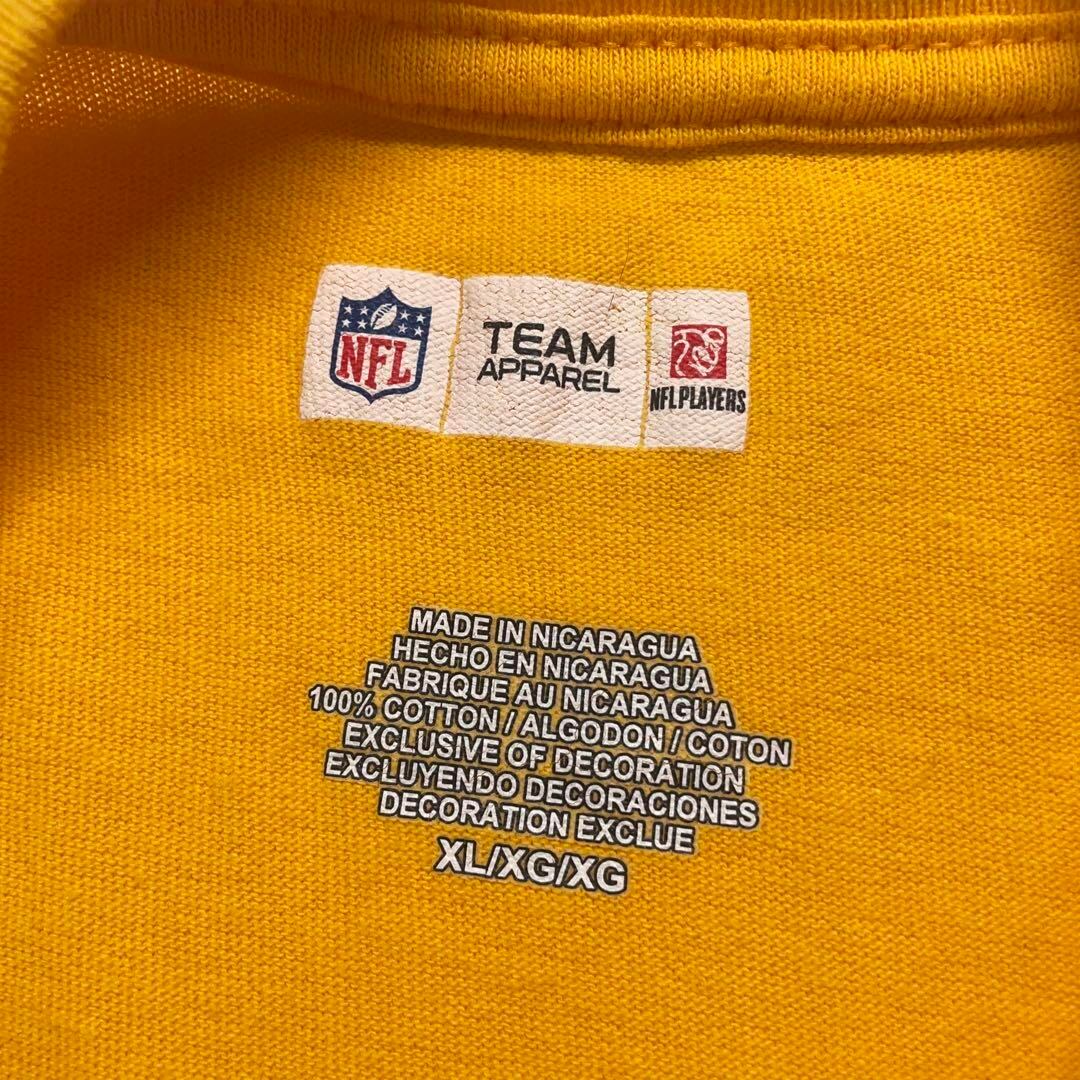 NFL
TEAM
APPAREL
NFL PLAYERS
MADE IN NICARAGUA
HECHO EN NICARAGUA
FABRIQUE AU NICARAGUA
100% COTTON / ALGODON / COTON
EXCLUSIVE OF DECORATION
EXCLUYENDO DECORACIONES
DECORATION EXCLUE
XL/XG/XG